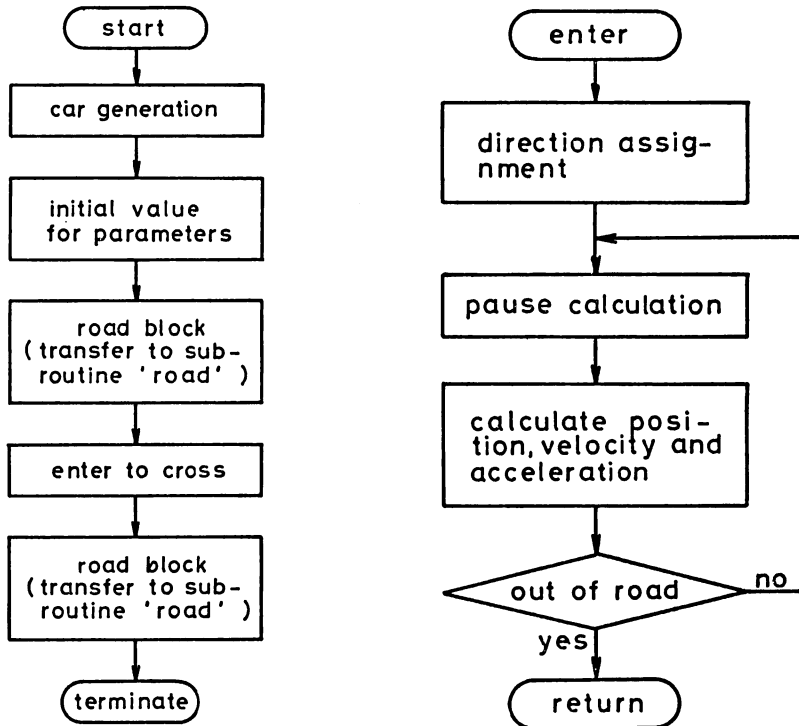 start
car generation
initial value
for parameters
road block
(transfer to sub-
routine 'road' )
enter to cross
road block
(transfer to sub-
routine 'road' )
terminate
enter
direction assig-
nment
pause calculation
calculate posi-
tion, velocity and
acceleration
out of road
no
yes
return